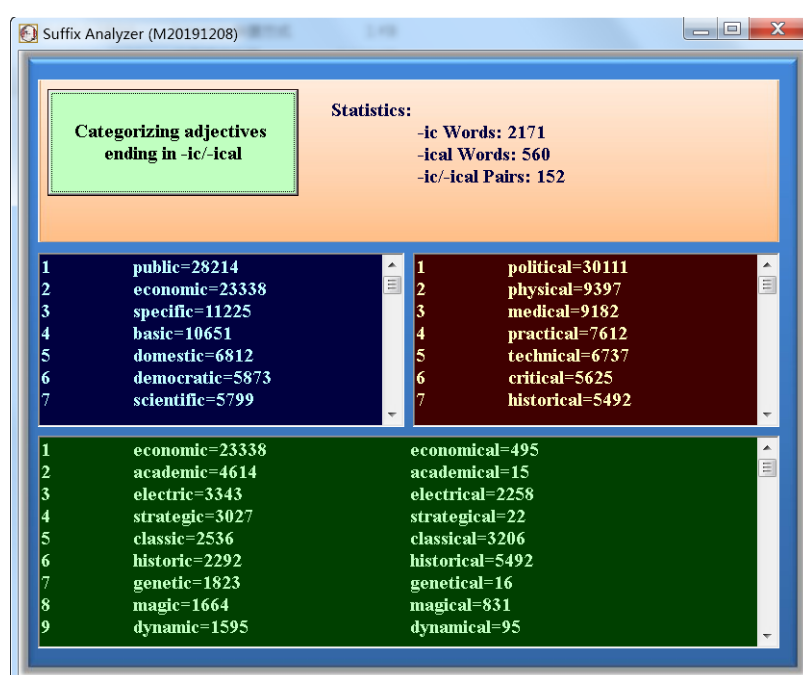 Suffix Analyzer (M20191208)
Categorizing adjectives
ending in -ic/-ical
Statistics:
-ic Words: 2171
-ical Words: 560
-ic/-ical Pairs: 152
1 public=28214
2 economic=23338
3 specific=11225
4 basic=10651
5 domestic=6812
6 democratic=5873
7 scientific=5799
1 political=30111
2 physical=9397
3 medical=9182
4 practical=7612
5 technical=6737
6 critical=5625
7 historical=5492
1 economic=23338 economical=495
2 academic=4614 academical=15
3 electric=3343 electrical=2258
4 strategic=3027 strategical=22
5 classic=2536 classical=3206
6 historic=2292 historical=5492
7 genetic=1823 genetical=16
8 magic=1664 magical=831
9 dynamic=1595 dynamical=95